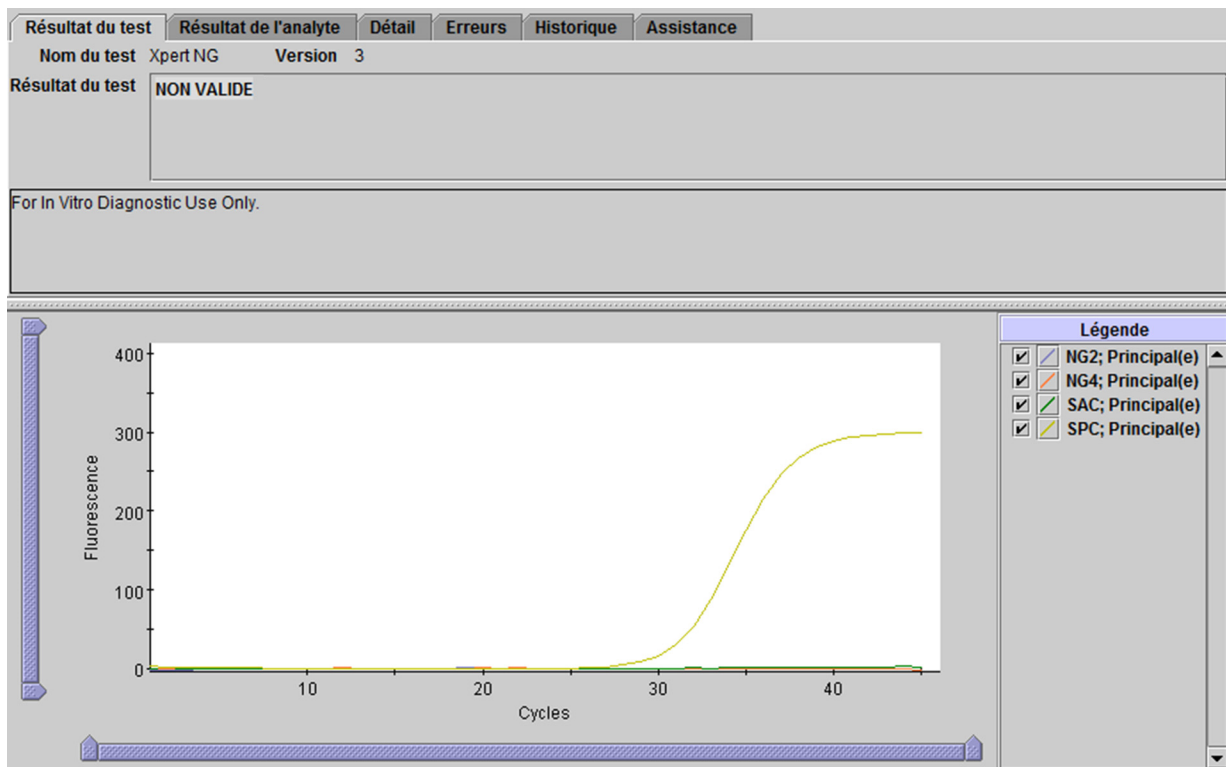 Résultat du test Résultat de l'analyte Détail Erreurs Historique Assistance
Nom du test Xpert NG Version 3
Résultat du test NON VALIDE
For In Vitro Diagnostic Use Only.
Légende
NG2; Principal(e)
NG4; Principal(e)
SAC; Principal(e)
SPC; Principal(e)
400
300
200
100
0
Fluorescence
10 20 30 40
Cycles